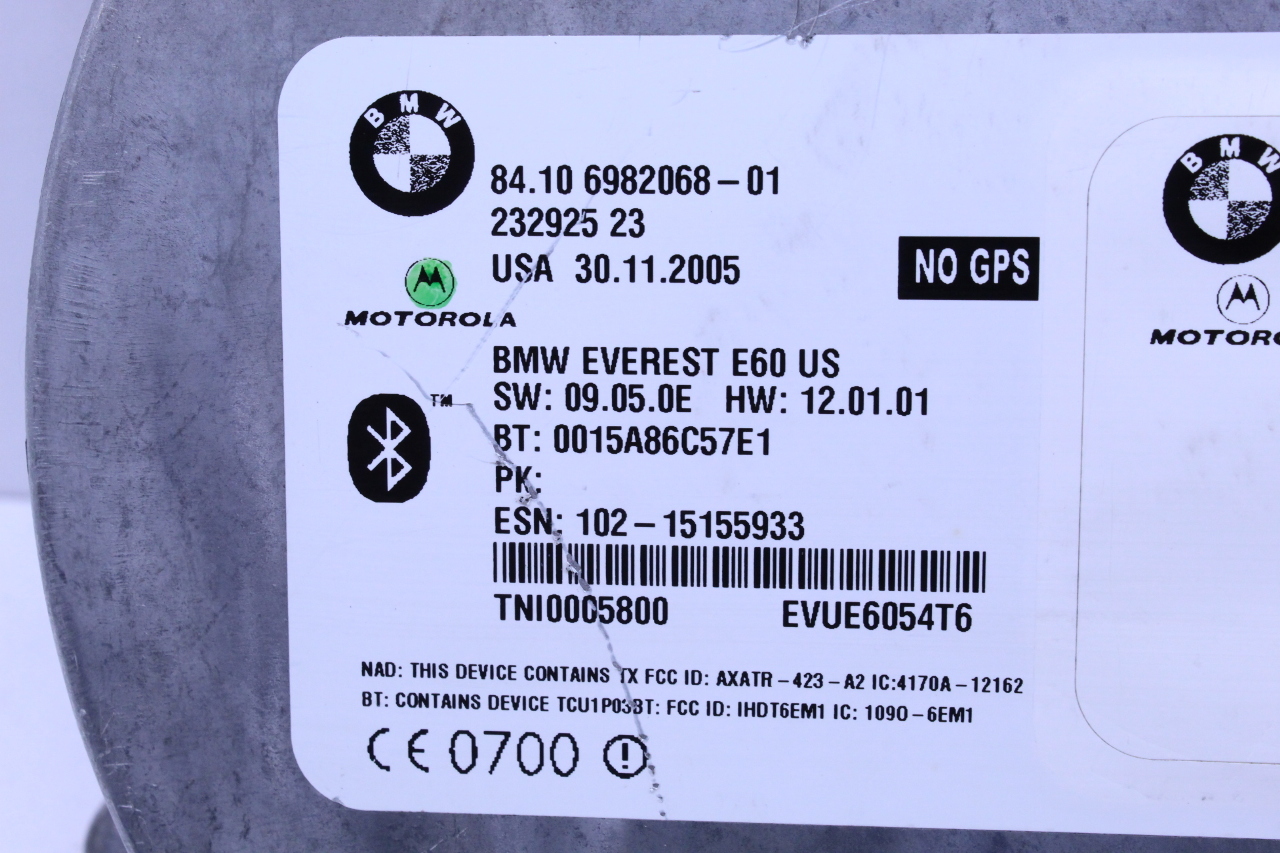 BMW
84.10 6982068-01
232925 23
USA 30.11.2005
MOTOROLA
NO GPS
BMW EVEREST E60 US
SW: 09.05.0E HW: 12.01.01
TM
BT: 0015A86C57E1
PK:
ESN: 102-15155933
TNI0005800 EVUE6054T6
NAD: THIS DEVICE CONTAINS TX FCC ID: AXATR-423-A2 IC:4170A-12162
BT: CONTAINS DEVICE TCU1P03BT: FCC ID: IHDT6EM1 IC: 1090-6EM1
CE 0700
BMW
MOTORO